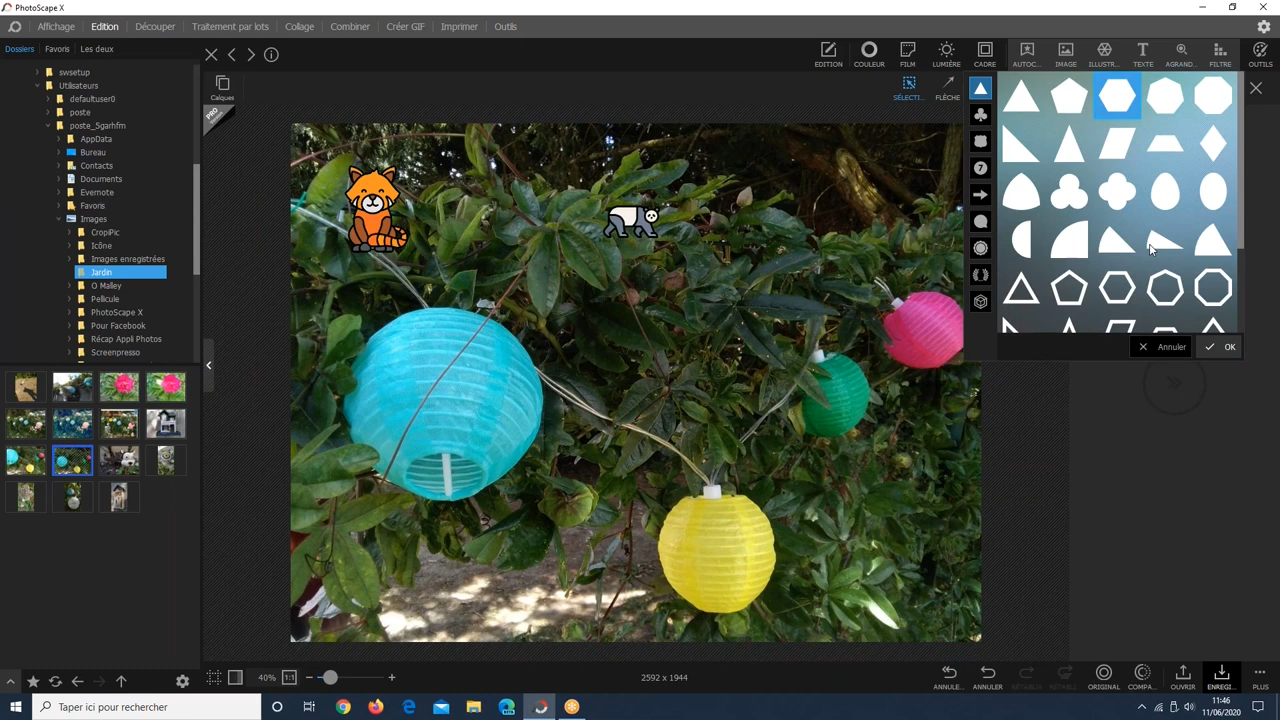 PhotoScape X
Affichage Edition Découper Traitement par lots Collage Combiner Créer GIF Imprimer Outils
Dossiers Favoris Les deux
EDITION COULEUR FILM LUMIÈRE CADRE AUTOC... IMAGE ILLUSTR... TEXTE AGRAND... FILTRE OUTILS
Calques
PRO
SÉLECTI... FLÈCHE
swsetup
Utilisateurs
defaultuser0
poste
poste_5garhfm
AppData
Bureau
Contacts
Documents
Evernote
Favoris
Images
CropiPic
Icône
Images enregistrées
Jardin
O Malley
Pellicule
PhotoScape X
Pour Facebook
Récap Appli Photos
Screenpresso
7
Annuler OK
40% 1:1
2592 x 1944
ANNULE... ANNULER ORIGINAL COMPA... OUVRIR ENREGI... PLUS
Taper ici pour rechercher
11:46
11/06/2020